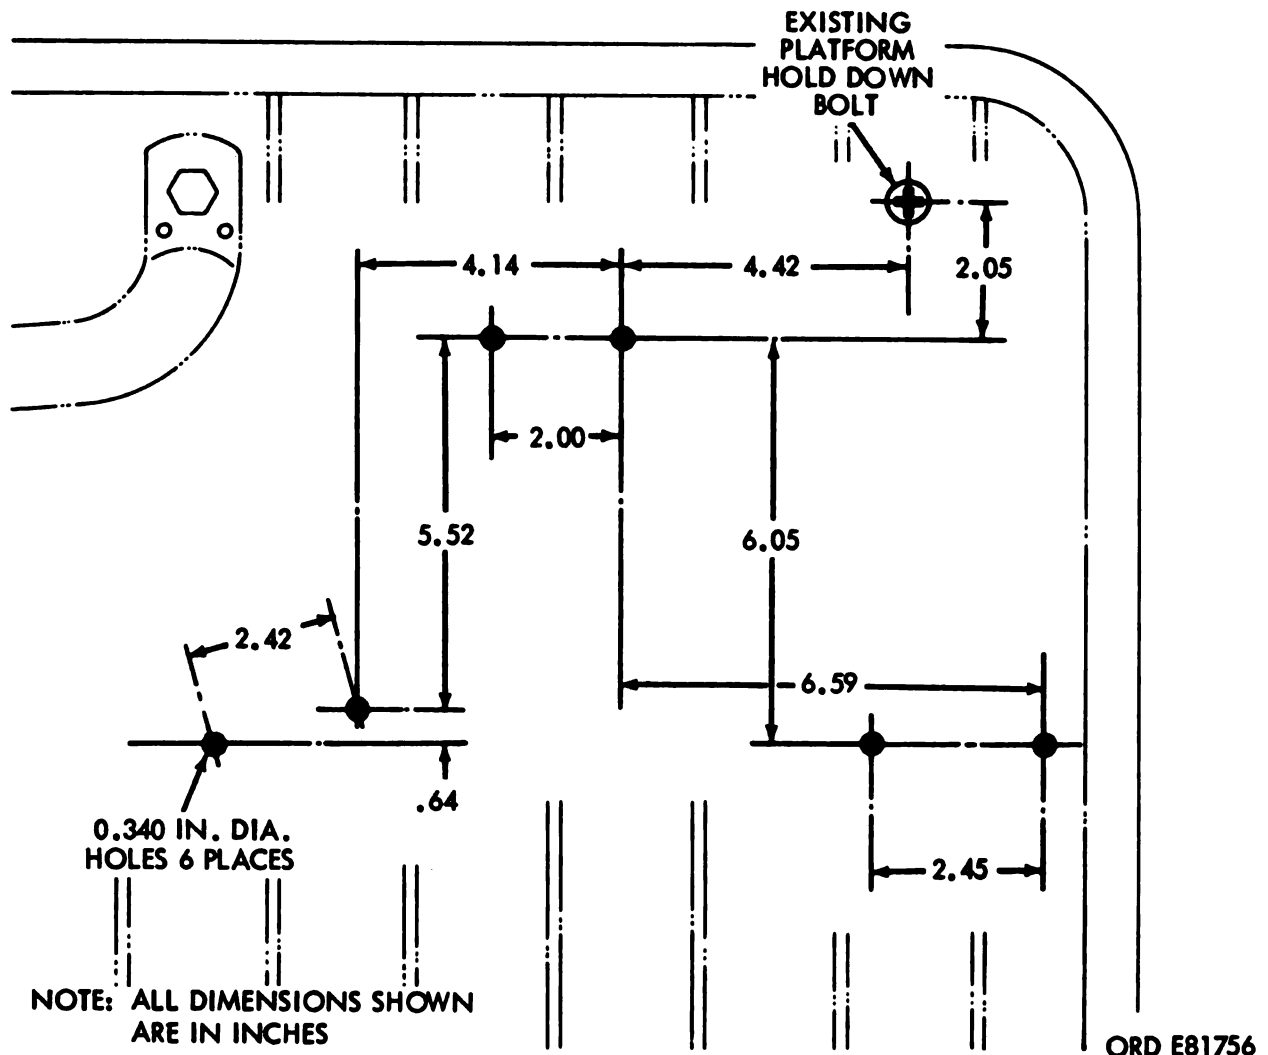 EXISTING
PLATFORM
HOLD DOWN
BOLT
4.14
4.42
2.05
2.00
5.52
6.05
2.42
6.59
.64
0.340 IN. DIA.
HOLES 6 PLACES
2.45
NOTE: ALL DIMENSIONS SHOWN
ARE IN INCHES
ORD E81756